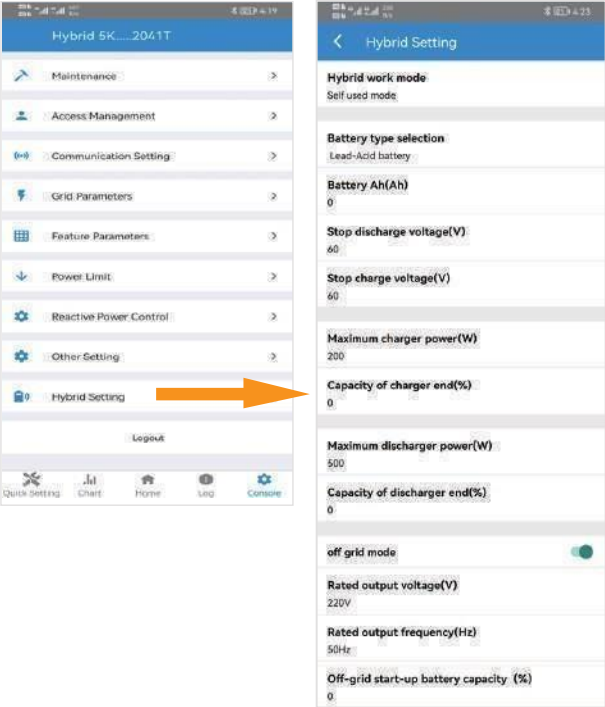 4:19
Hybrid 5K.....2041T
Maintenance
Access Management
Communication Setting
Grid Parameters
Feature Parameters
Power Limit
Reactive Power Control
Other Setting
Hybrid Setting
Logout
Quick Setting
Chart
Home
Log
Console
4:23
Hybrid Setting
Hybrid work mode
Self used mode
Battery type selection
Lead-Acid battery
Battery Ah(Ah)
0
Stop discharge voltage(V)
60
Stop charge voltage(V)
60
Maximum charger power(W)
200
Capacity of charger end(%)
0
Maximum discharger power(W)
500
Capacity of discharger end(%)
0
off grid mode
Rated output voltage(V)
220V
Rated output frequency(Hz)
50Hz
Off-grid start-up battery capacity (%)
0